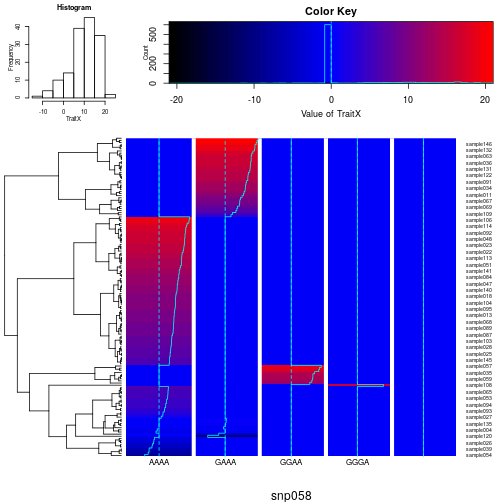 Histogram
Frequency
0 10 20 30 40
-10 0 10 20
TraitX
Color Key
Count
0 200 500
-20 -10 0 10 20
Value of TraitX
sample146
sample132
sample063
sample036
sample131
sample122
sample091
sample034
sample011
sample067
sample069
sample109
sample106
sample114
sample092
sample048
sample023
sample022
sample113
sample051
sample141
sample084
sample047
sample140
sample018
sample104
sample095
sample013
sample068
sample089
sample087
sample103
sample028
sample025
sample145
sample057
sample035
sample059
sample108
sample065
sample053
sample094
sample093
sample027
sample135
sample004
sample120
sample026
sample039
sample054
AAAA GAAA GGAA GGGA
snp058